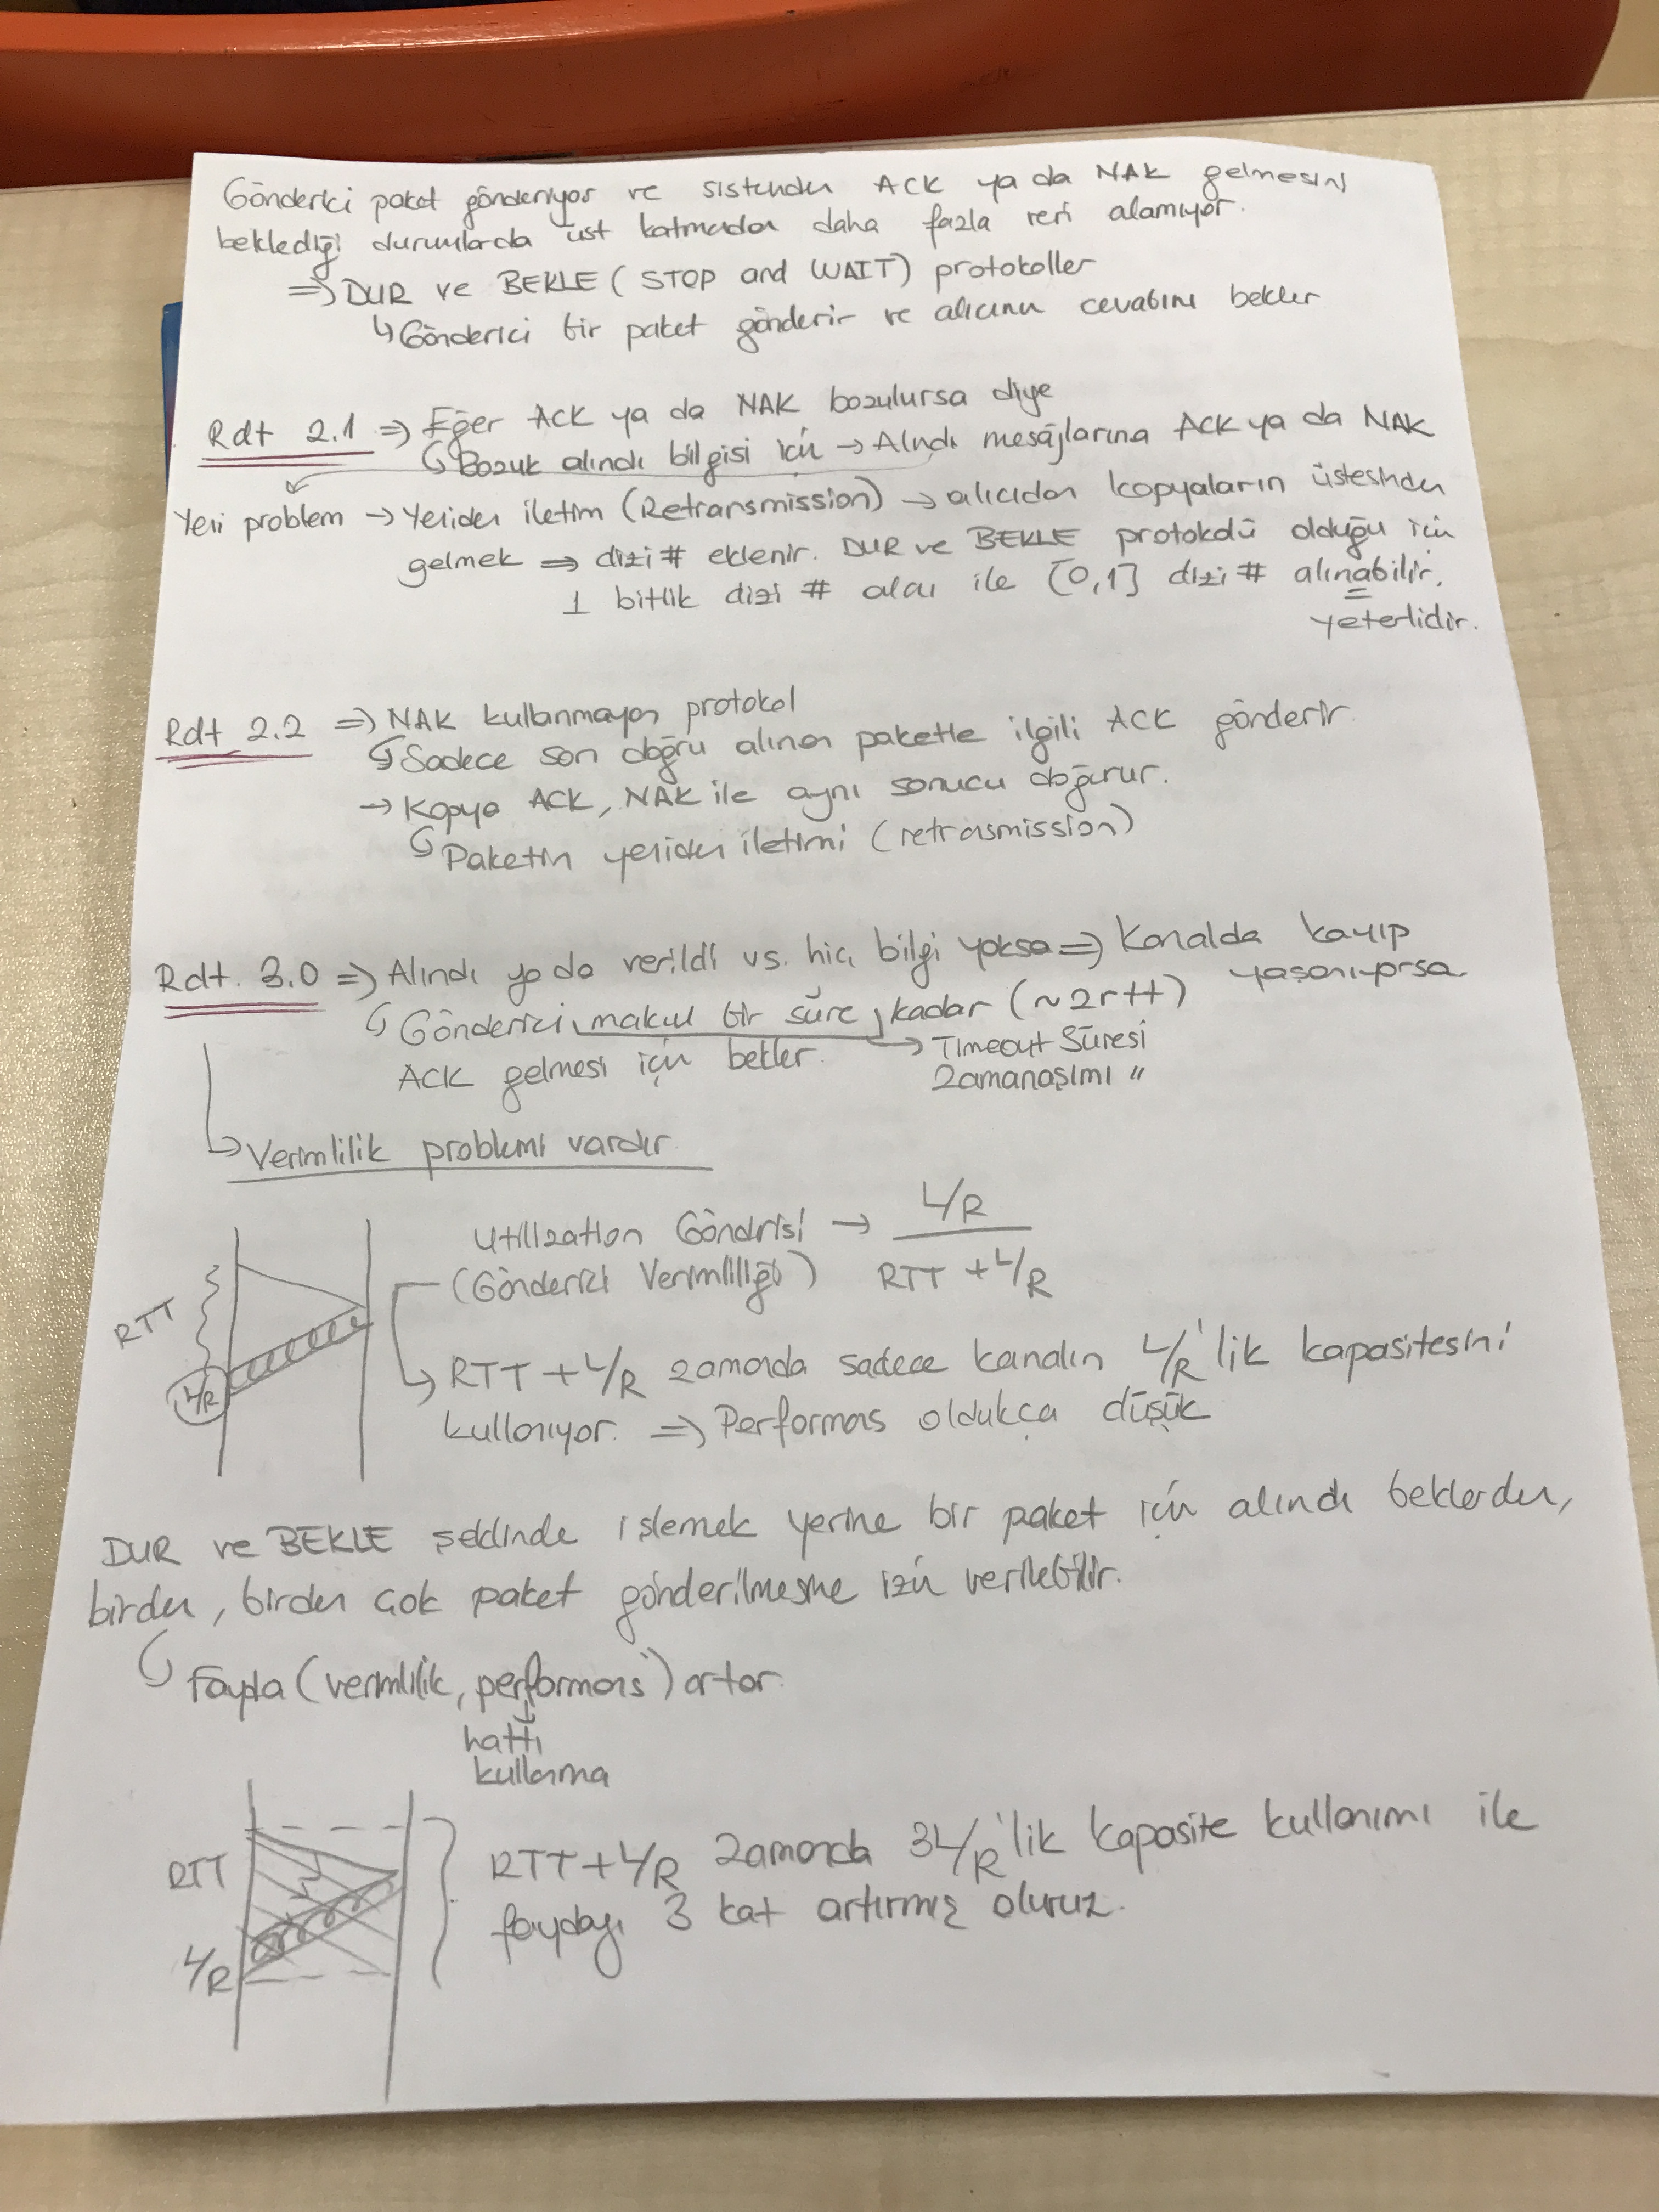 Gönderici paket gönderiyor ve sistemden ACK ya da NAK gelmesini
beklediği durumlarda üst katmandan daha fazla veri alamıyor.
⇒ DUR ve BEKLE (STOP and WAIT) protokoller
↳ Gönderici bir paket gönderir ve alıcının cevabını bekler
Rdt 2.1 ⇒ Eğer ACK ya da NAK bozulursa diye
↳ Bozuk alındı bilgisi için → Alındı mesajlarına ACK ya da NAK
Yeni problem → Yeniden iletim (Retransmission) → alıcıdan kopyaların üstesinden
gelmek ⇒ dizi # eklenir. DUR ve BEKLE protokolü olduğu için
1 bitlik dizi # alanı ile [0,1] dizi # alınabilir.
yeterlidir.
Rdt 2.2 ⇒ NAK kullanmayan protokol
↳ Sadece son doğru alınan paketle ilgili ACK gönderir
→ Kopya ACK, NAK ile aynı sonucu doğurur.
↳ Paketin yeniden iletimi (retrasmission)
Rdt. 3.0 ⇒ Alındı ya da verildi vs. hiç bilgi yoksa ⇒ Kanalda kayıp
yaşanıyorsa
↳ Gönderici makul bir süre kadar (~2rtt)
→ Timeout Süresi
ACK gelmesi için bekler.
Zamanaşımı "
↳ Verimlilik problemi vardır
Utilization Göndrisi → L/R
(Gönderici Verimliliği) RTT + L/R
RTT
L/R
↳ RTT + L/R zamanda sadece kanalın L/R'lik kapasitesini
kullanıyor. ⇒ Performans oldukça düşük
DUR ve BEKLE şeklinde işlemek yerine bir paket için alındı beklerden,
birden, birden çok paket gönderilmesine izin verilebilir.
↳ Fayda (verimlilik, performans) artar.
↓
hattı
kullanma
RTT
L/R
RTT + L/R zamanda 3L/R'lik kapasite kullanımı ile
faydayı 3 kat artırmış oluruz.